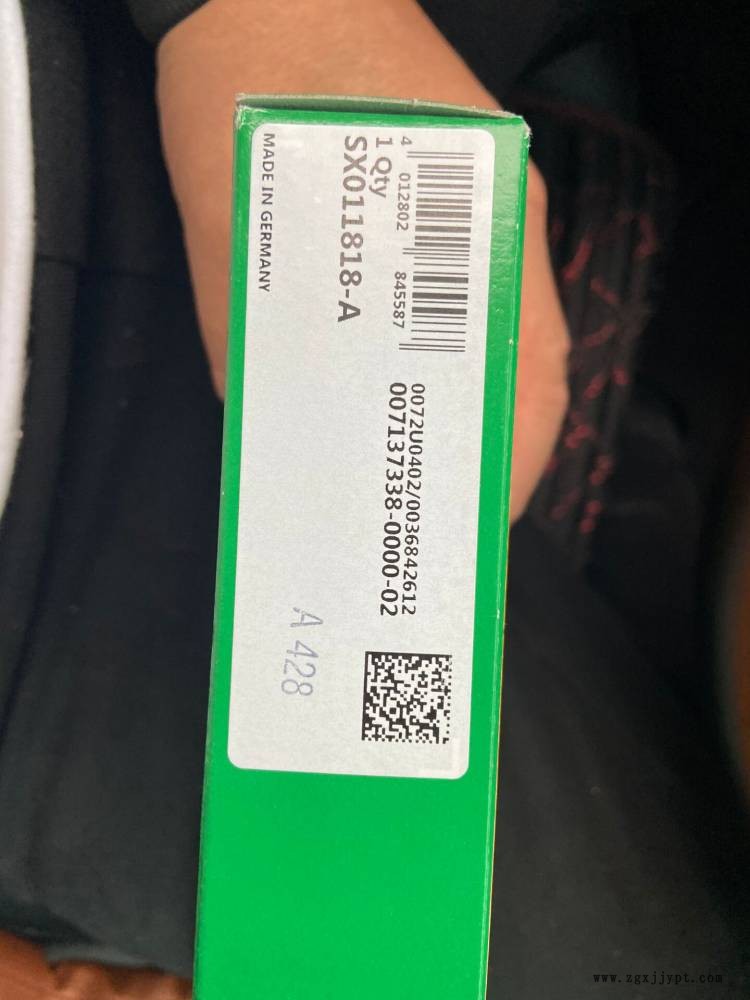 4 012802 845587
1 Qty
SX011818-A
MADE IN GERMANY
0072U0402/0036842612
007137338-0000-02
A 428
www.zgxjjypt.com